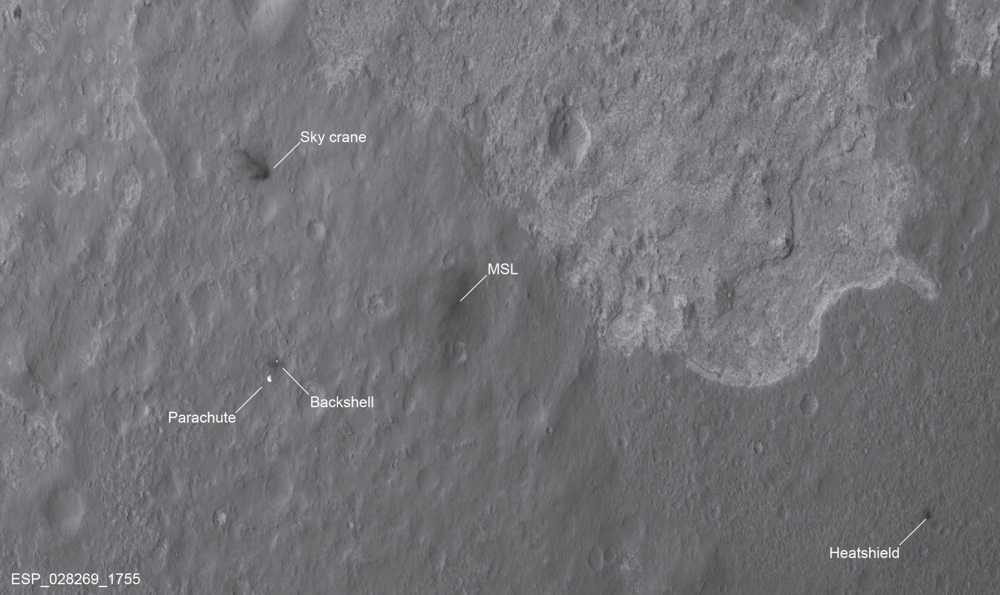 Sky crane
MSL
Backshell
Parachute
Heatshield
ESP_028269_1755